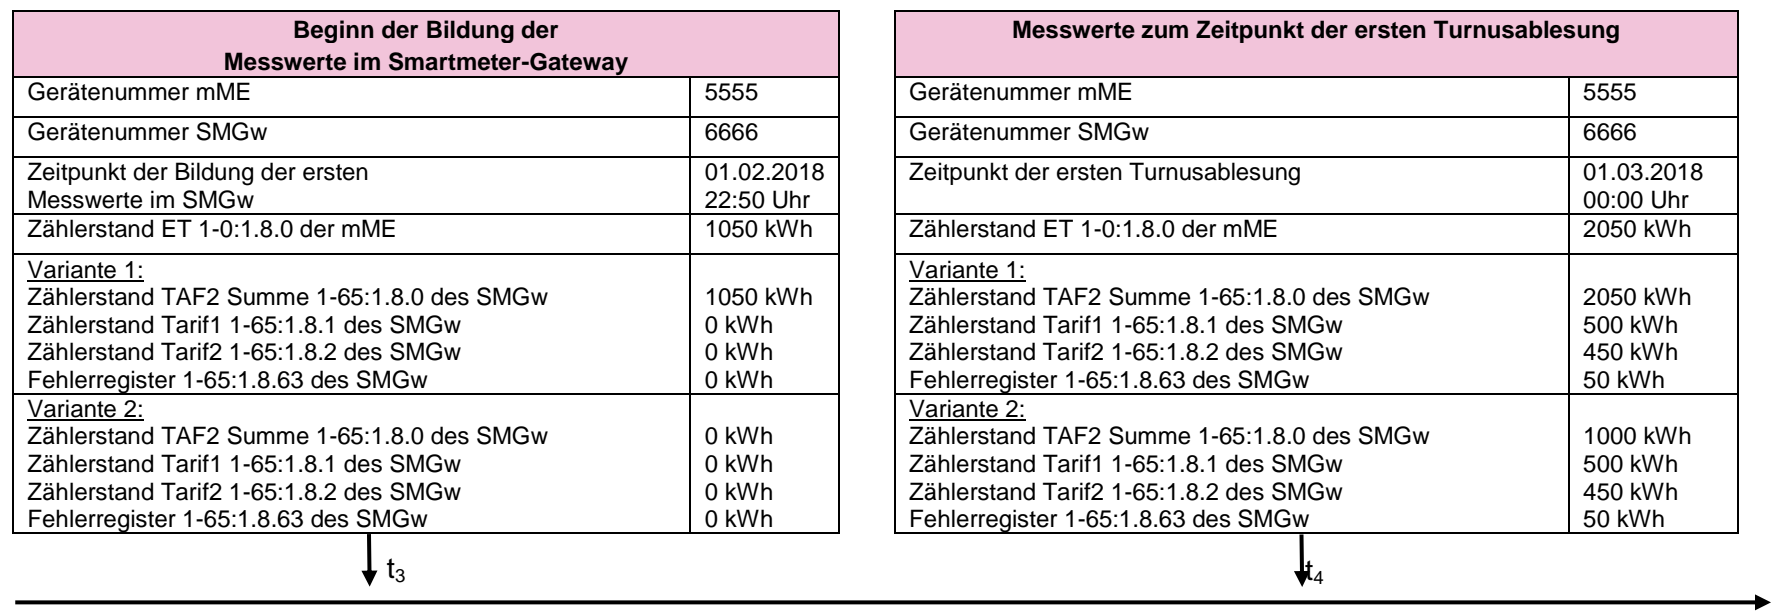 Beginn der Bildung der
Messwerte im Smartmeter-Gateway
Gerätenummer mME 5555
Gerätenummer SMGw 6666
Zeitpunkt der Bildung der ersten 01.02.2018
Messwerte im SMGw 22:50 Uhr
Zählerstand ET 1-0:1.8.0 der mME 1050 kWh
Variante 1:
Zählerstand TAF2 Summe 1-65:1.8.0 des SMGw 1050 kWh
Zählerstand Tarif1 1-65:1.8.1 des SMGw 0 kWh
Zählerstand Tarif2 1-65:1.8.2 des SMGw 0 kWh
Fehlerregister 1-65:1.8.63 des SMGw 0 kWh
Variante 2:
Zählerstand TAF2 Summe 1-65:1.8.0 des SMGw 0 kWh
Zählerstand Tarif1 1-65:1.8.1 des SMGw 0 kWh
Zählerstand Tarif2 1-65:1.8.2 des SMGw 0 kWh
Fehlerregister 1-65:1.8.63 des SMGw 0 kWh
t₃
Messwerte zum Zeitpunkt der ersten Turnusablesung
Gerätenummer mME 5555
Gerätenummer SMGw 6666
Zeitpunkt der ersten Turnusablesung 01.03.2018
00:00 Uhr
Zählerstand ET 1-0:1.8.0 der mME 2050 kWh
Variante 1:
Zählerstand TAF2 Summe 1-65:1.8.0 des SMGw 2050 kWh
Zählerstand Tarif1 1-65:1.8.1 des SMGw 500 kWh
Zählerstand Tarif2 1-65:1.8.2 des SMGw 450 kWh
Fehlerregister 1-65:1.8.63 des SMGw 50 kWh
Variante 2:
Zählerstand TAF2 Summe 1-65:1.8.0 des SMGw 1000 kWh
Zählerstand Tarif1 1-65:1.8.1 des SMGw 500 kWh
Zählerstand Tarif2 1-65:1.8.2 des SMGw 450 kWh
Fehlerregister 1-65:1.8.63 des SMGw 50 kWh
t₄